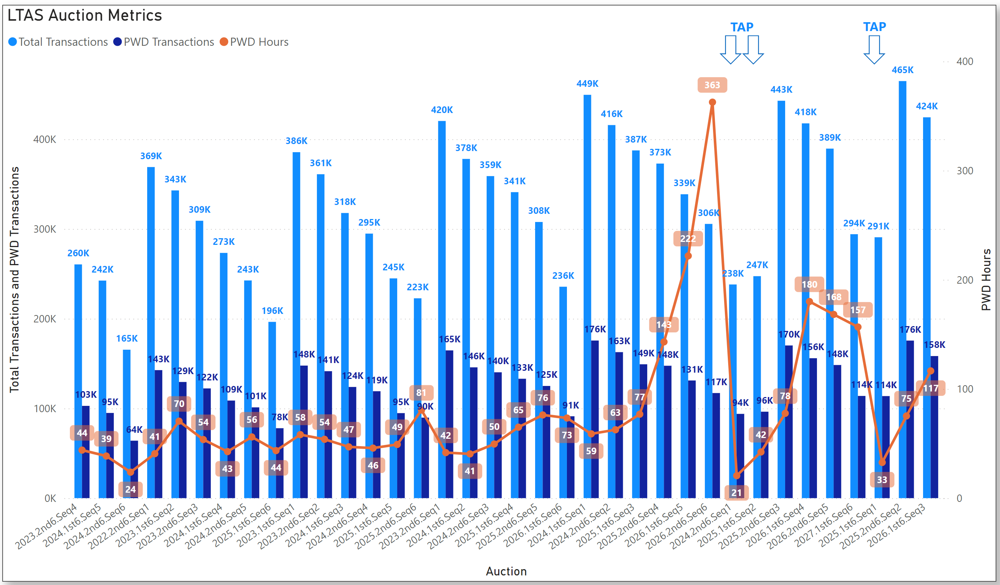 LTAS Auction Metrics
Total Transactions PWD Transactions PWD Hours
TAP TAP
Total Transactions and PWD Transactions
400K
300K
200K
100K
0K
260K 242K 165K 369K 343K 309K 273K 243K 196K 386K 361K 318K 295K 245K 223K 420K 378K 359K 341K 308K 236K 449K 416K 387K 373K 339K 306K 238K 247K 443K 418K 389K 294K 291K 465K 424K
103K 95K 64K 143K 129K 122K 109K 101K 78K 148K 141K 124K 119K 95K 90K 165K 146K 140K 133K 125K 91K 176K 163K 149K 148K 131K 117K 94K 96K 170K 156K 148K 114K 114K 176K 158K
44 39 24 41 70 54 43 56 44 58 54 47 46 49 81 42 41 50 65 76 73 59 63 77 143 222 363 21 42 78 180 168 157 33 75 117
400
300
200
100
0
PWD Hours
2023.2nd6.Seq4
2024.1st6.Seq5
2024.2nd6.Seq6
2022.2nd6.Seq1
2023.1st6.Seq2
2023.2nd6.Seq3
2024.1st6.Seq4
2024.2nd6.Seq5
2025.1st6.Seq6
2023.1st6.Seq1
2023.2nd6.Seq2
2024.1st6.Seq3
2024.2nd6.Seq4
2025.1st6.Seq5
2025.2nd6.Seq6
2023.2nd6.Seq1
2024.1st6.Seq2
2024.2nd6.Seq3
2025.1st6.Seq4
2025.2nd6.Seq5
2026.1st6.Seq6
2024.1st6.Seq1
2024.2nd6.Seq2
2025.1st6.Seq3
2025.2nd6.Seq4
2026.1st6.Seq5
2026.2nd6.Seq6
2024.2nd6.Seq1
2025.1st6.Seq2
2025.2nd6.Seq3
2026.1st6.Seq4
2026.2nd6.Seq5
2027.1st6.Seq6
2025.1st6.Seq1
2025.2nd6.Seq2
2026.1st6.Seq3
Auction